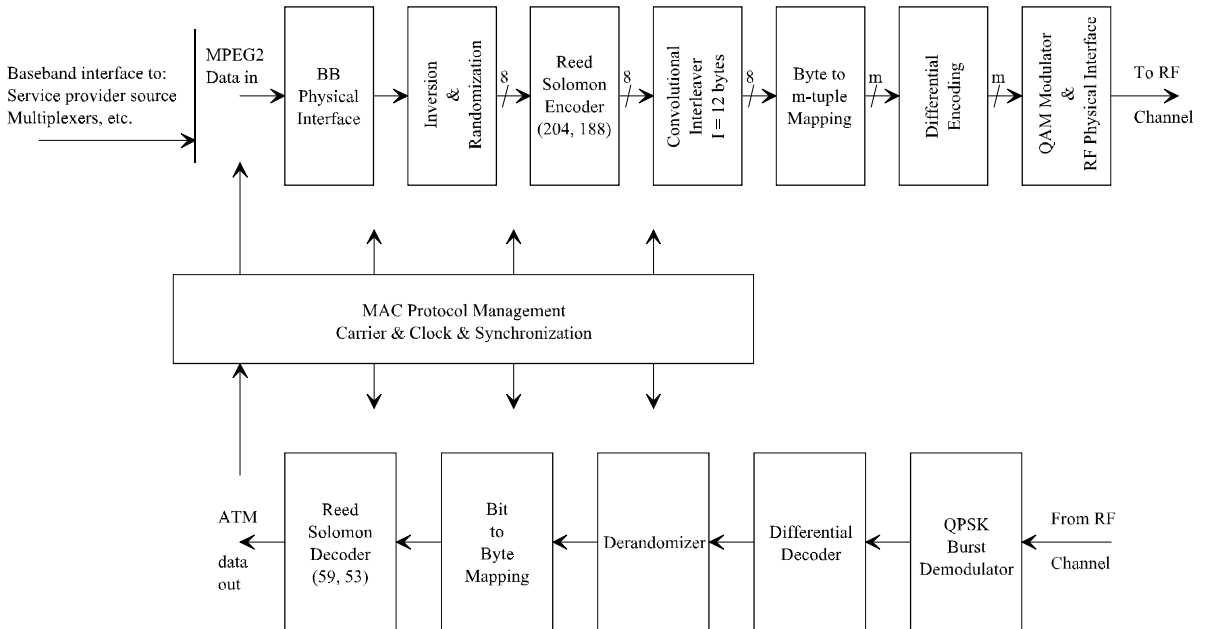 Baseband interface to:
Service provider source
Multiplexers, etc.
MPEG2
Data in
BB
Physical
Interface
Inversion
&
Randomization
8
Reed
Solomon
Encoder
(204, 188)
8
Convolutional
Interleaver
I = 12 bytes
8
Byte to
m-tuple
Mapping
m
Differential
Encoding
m
QAM Modulator
&
RF Physical Interface
To RF
Channel
MAC Protocol Management
Carrier & Clock & Synchronization
ATM
data
out
Reed
Solomon
Decoder
(59, 53)
Bit
to
Byte
Mapping
Derandomizer
Differential
Decoder
QPSK
Burst
Demodulator
From RF
Channel